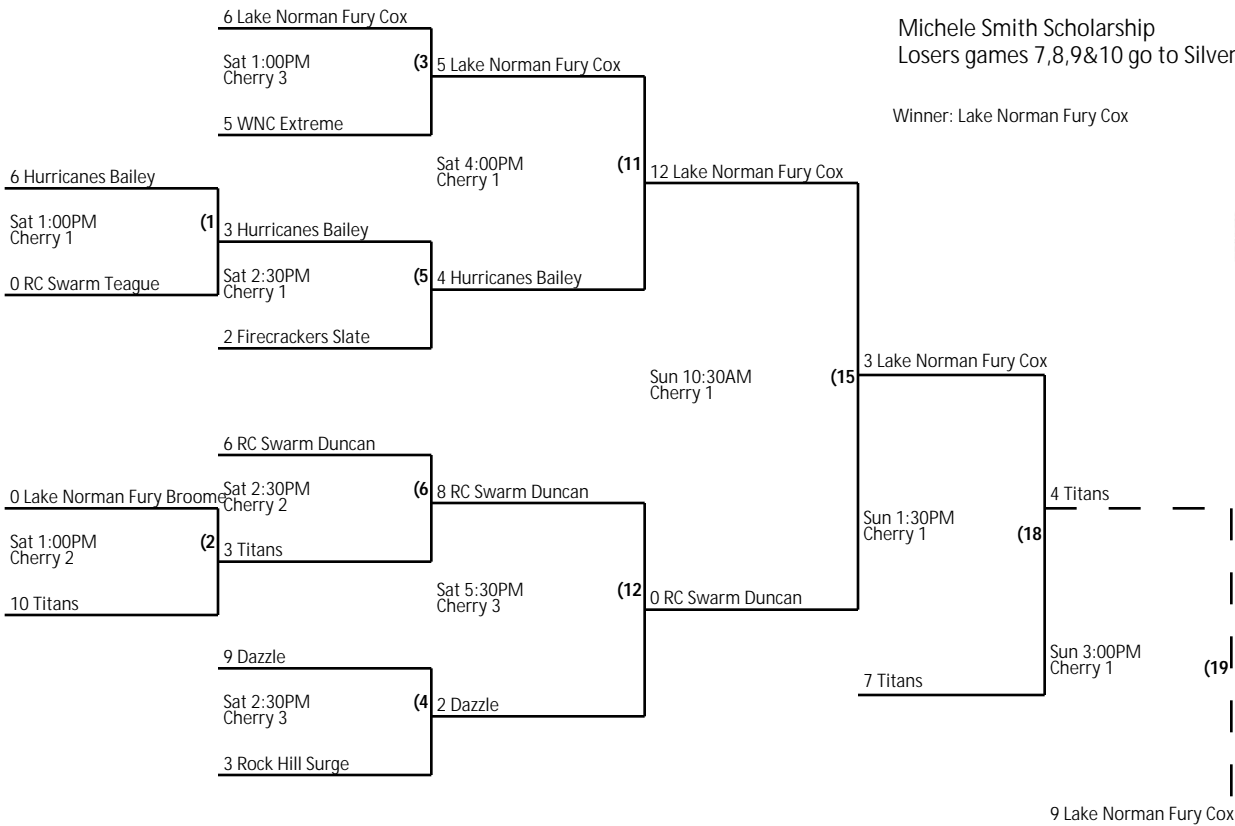 6 Lake Norman Fury Cox
Michele Smith Scholarship
Losers games 7,8,9&10 go to Silver
Sat 1:00PM
Cherry 3
(3
5 Lake Norman Fury Cox
5 WNC Extreme
Winner: Lake Norman Fury Cox
Sat 4:00PM
Cherry 1
(11
12 Lake Norman Fury Cox
6 Hurricanes Bailey
Sat 1:00PM
Cherry 1
(1
3 Hurricanes Bailey
0 RC Swarm Teague
Sat 2:30PM
Cherry 1
(5
4 Hurricanes Bailey
2 Firecrackers Slate
Sun 10:30AM
Cherry 1
(15
3 Lake Norman Fury Cox
6 RC Swarm Duncan
0 Lake Norman Fury Broome
Sat 2:30PM
Cherry 2
(6
8 RC Swarm Duncan
Sat 1:00PM
Cherry 2
(2
3 Titans
10 Titans
Sat 5:30PM
Cherry 3
(12
0 RC Swarm Duncan
Sun 1:30PM
Cherry 1
(18
4 Titans
9 Dazzle
Sat 2:30PM
Cherry 3
(4
2 Dazzle
3 Rock Hill Surge
7 Titans
Sun 3:00PM
Cherry 1
(19
9 Lake Norman Fury Cox